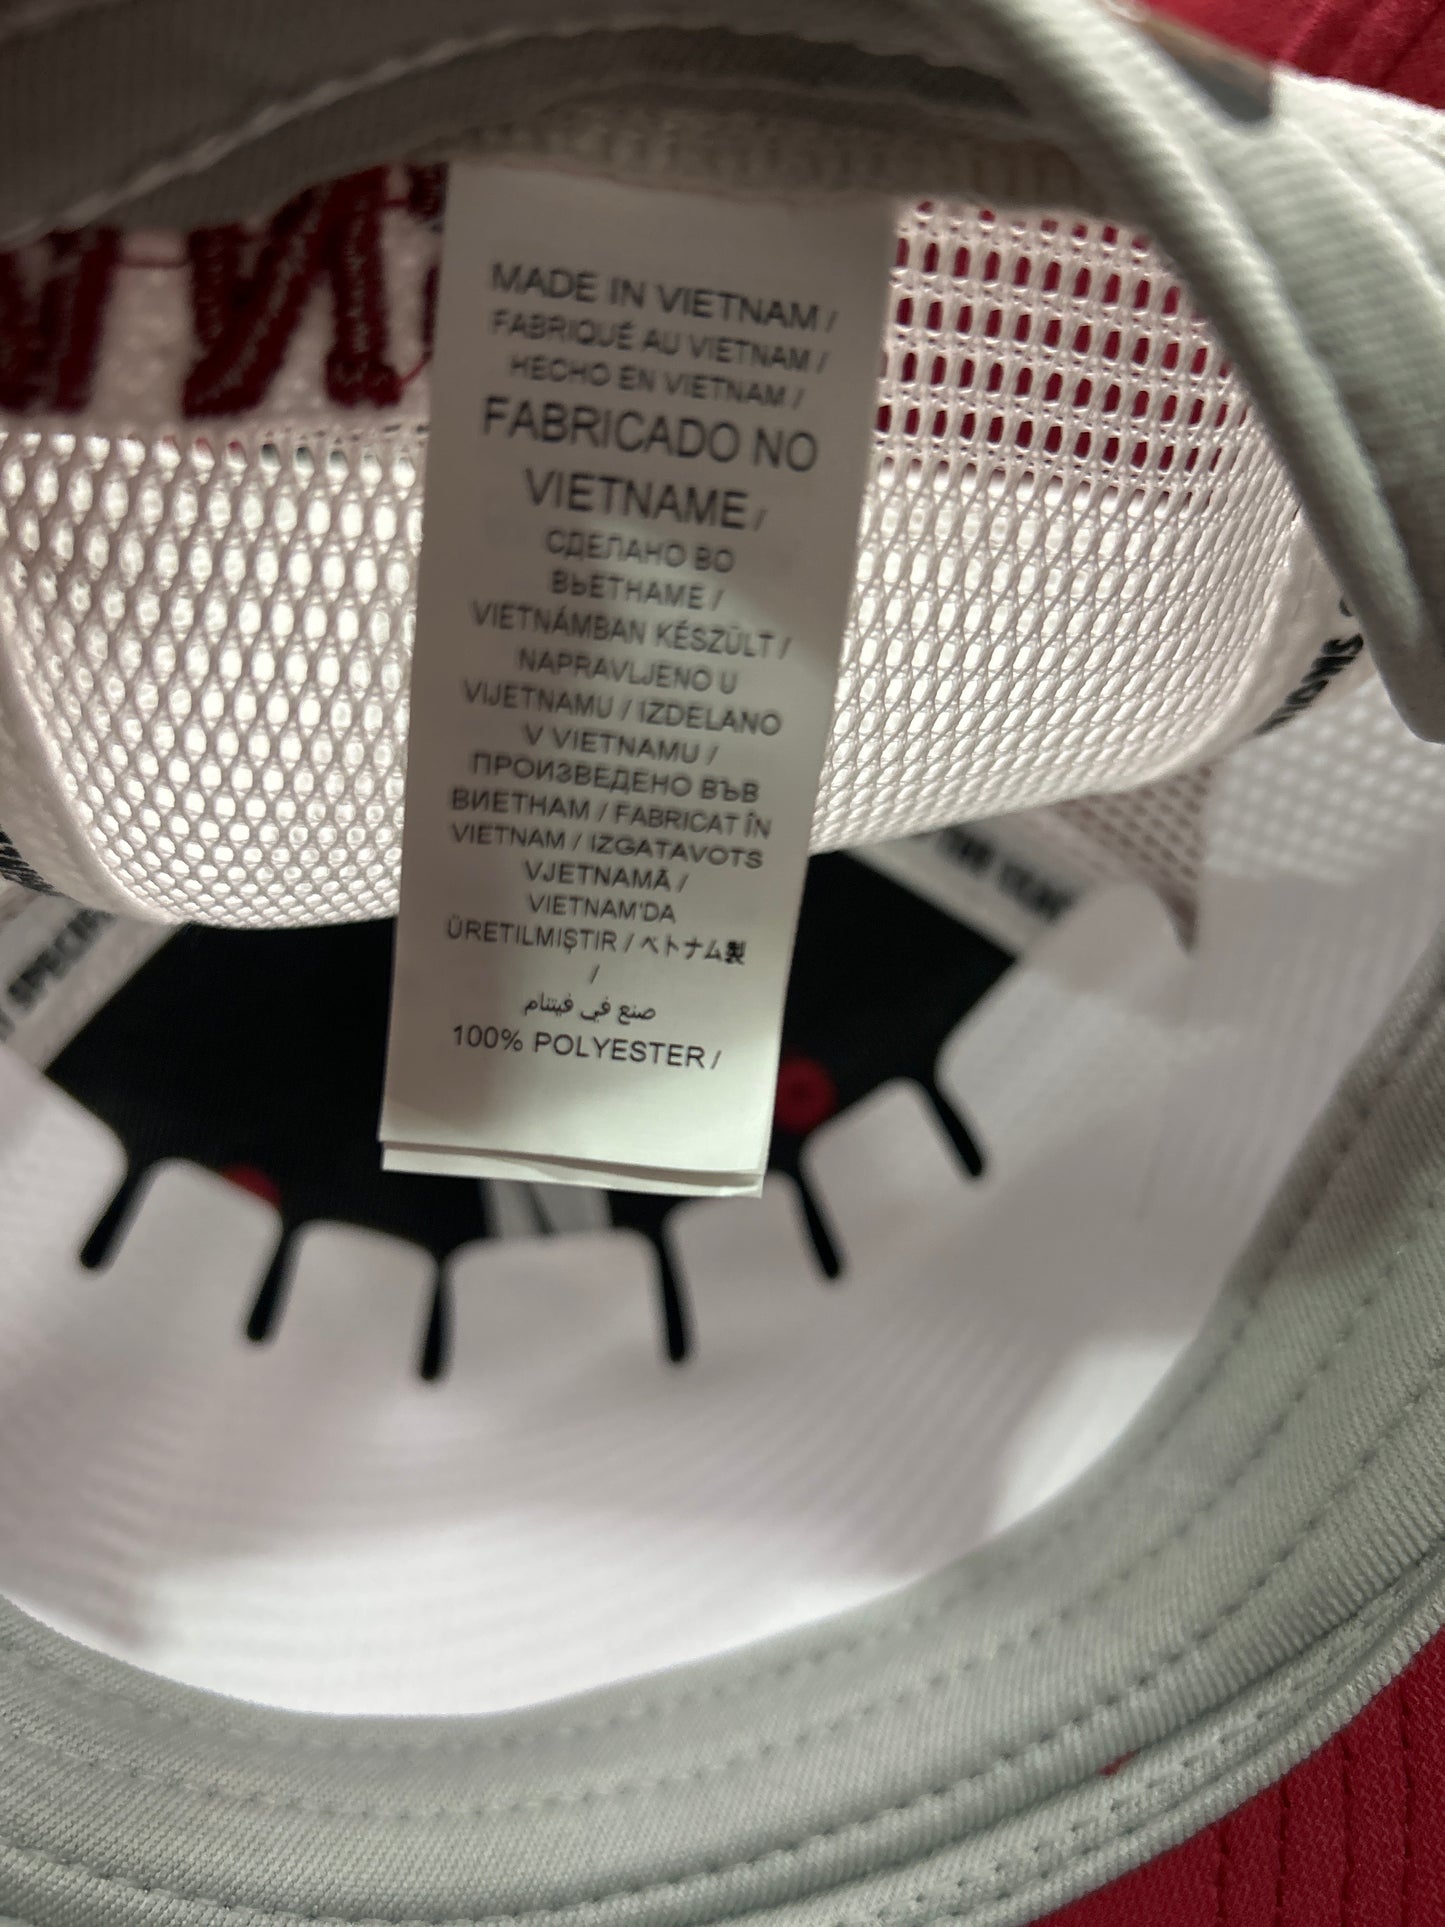 MADE IN VIETNAM /
FABRIQUÉ AU VIETNAM /
HECHO EN VIETNAM /
FABRICADO NO
VIETNAME /
СДЕЛАНО ВО
ВЬЕТНАМЕ /
VIETNÁMBAN KÉSZÜLT /
NAPRAVLJENO U
VIJETNAMU / IZDELANO
V VIETNAMU /
ПРОИЗВЕДЕНО ВЪВ
ВИЕТНАМ / FABRICAT ÎN
VIETNAM / IZGATAVOTS
VJETNAMĀ /
VIETNAM'DA
ÜRETILMIŞTIR / ベトナム製
/
صنع في فيتنام
100% POLYESTER /